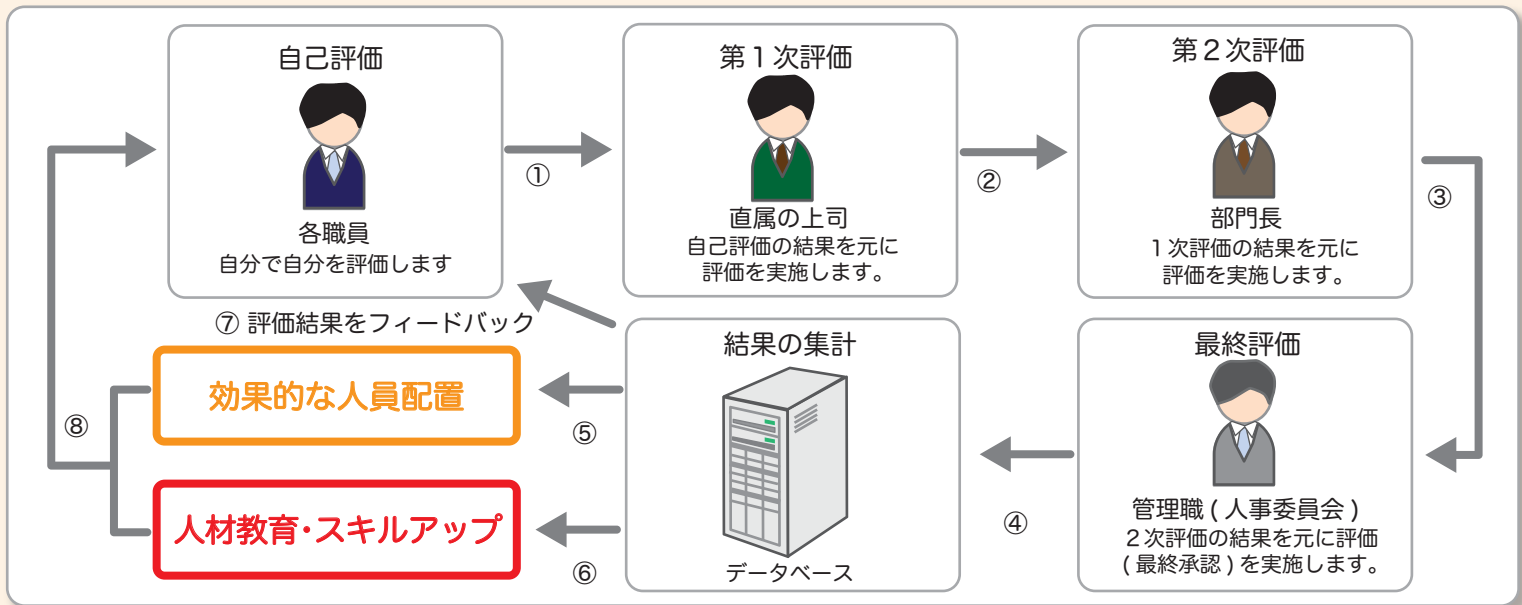 自己評価
各職員
自分で自分を評価します
①
第１次評価
直属の上司
自己評価の結果を元に
評価を実施します。
②
第２次評価
部門長
１次評価の結果を元に
評価を実施します。
③
最終評価
管理職 ( 人事委員会 )
２次評価の結果を元に評価
( 最終承認 ) を実施します。
④
結果の集計
データベース
⑤
⑥
⑦ 評価結果をフィードバック
効果的な人員配置
人材教育・スキルアップ
⑧